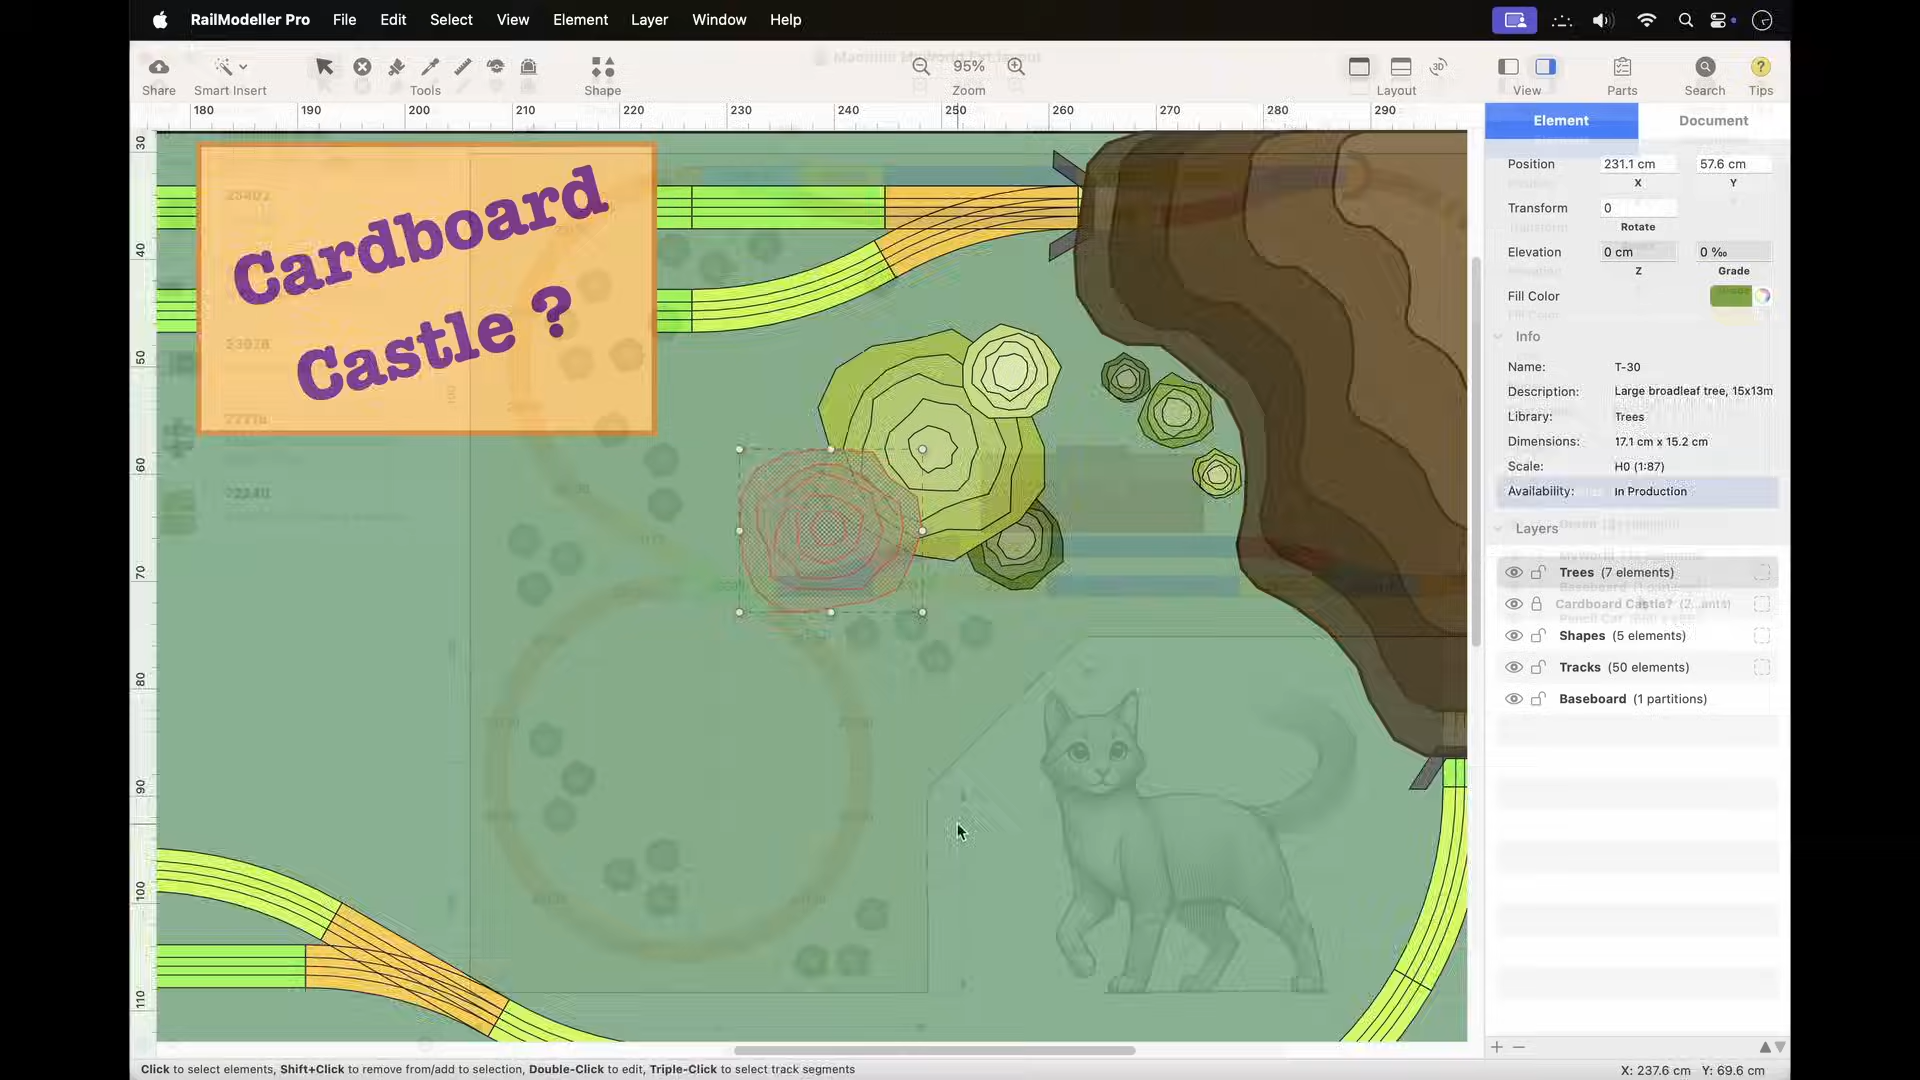 RailModeller Pro File Edit Select View Element Layer Window Help
95%
Share Smart Insert Tools Shape Zoom Layout View Parts Search Tips
180 190 200 210 220 230 240 250 260 270 280 290
30
40
50
60
70
80
90
100
110
Cardboard
Castle ?
Element Document
Position 231.1 cm 57.6 cm
X Y
Transform 0
Rotate
Elevation 0 cm 0 ‰
Z Grade
Fill Color
Info
Name: T-30
Description: Large broadleaf tree, 15x13m
Library: Trees
Dimensions: 17.1 cm x 15.2 cm
Scale: H0 (1:87)
Availability: In Production
Layers
Trees (7 elements)
Cardboard Castle?
Shapes (5 elements)
Tracks (50 elements)
Baseboard (1 partitions)
Click to select elements, Shift+Click to remove from/add to selection, Double-Click to edit, Triple-Click to select track segments
X: 237.6 cm Y: 69.6 cm